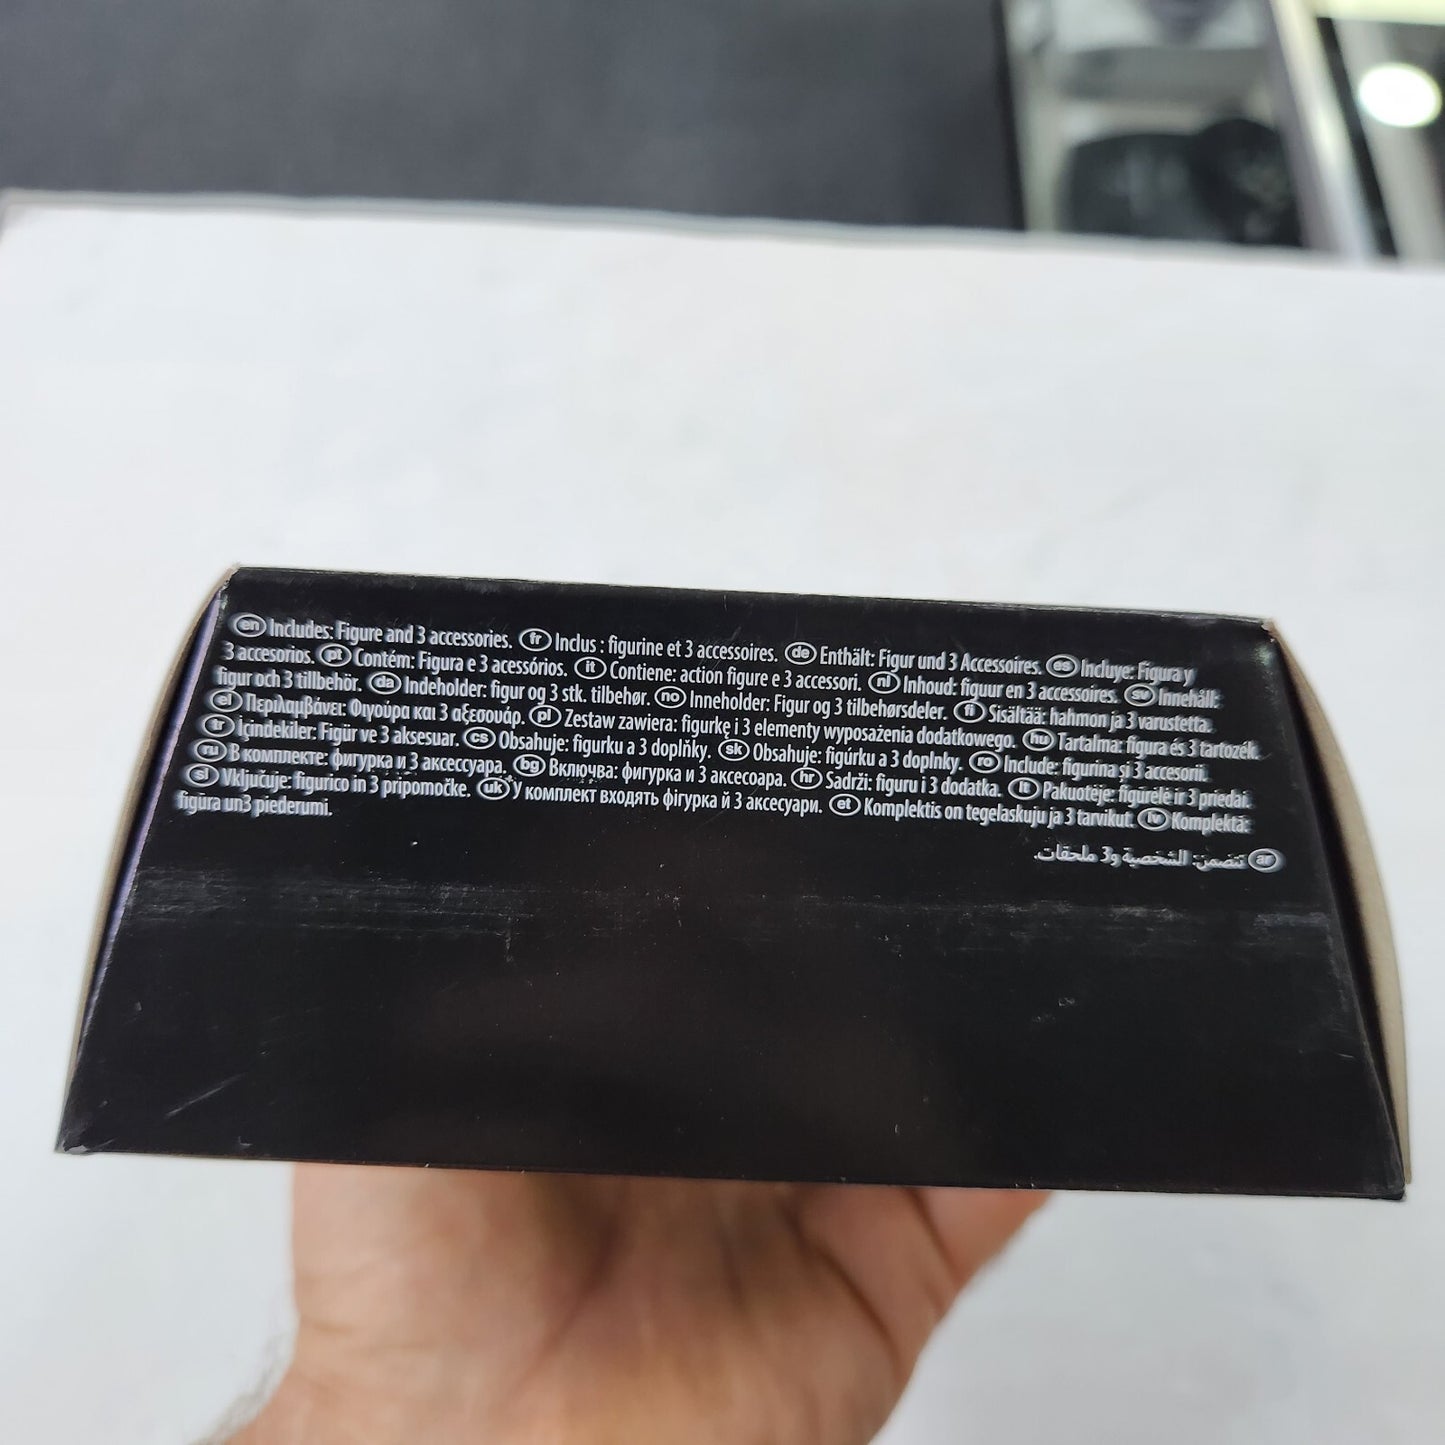 en Includes: Figure and 3 accessories. fr Inclus : figurine et 3 accessoires. de Enthält: Figur und 3 Accessoires. es Incluye: Figura y
3 accesorios. pt Contém: Figura e 3 acessórios. it Contiene: action figure e 3 accessori. nl Inhoud: figuur en 3 accessoires. sv Innehåll:
figur och 3 tillbehör. da Indeholder: figur og 3 stk. tilbehør. no Inneholder: Figur og 3 tilbehørsdeler. fi Sisältää: hahmon ja 3 varustetta.
el Περιλαμβάνει: Φιγούρα και 3 αξεσουάρ. pl Zestaw zawiera: figurkę i 3 elementy wyposażenia dodatkowego. hu Tartalma: figura és 3 tartozék.
tr İçindekiler: Figür ve 3 aksesuar. cs Obsahuje: figurku a 3 doplňky. sk Obsahuje: figúrku a 3 doplnky. ro Include: figurina și 3 accesorii.
ru В комплекте: фигурка и 3 аксессуара. bg Включва: фигурка и 3 аксесоара. hr Sadrži: figuru i 3 dodatka. lt Pakuotėje: figūrėlė ir 3 priedai.
sl Vključuje: figurico in 3 pripomočke. uk У комплект входять фігурка й 3 аксесуари. et Komplektis on tegelaskuju ja 3 tarvikut. lv Komplektā:
figūra un3 piederumi.
ar تتضمن: الشخصية و3 ملحقات.